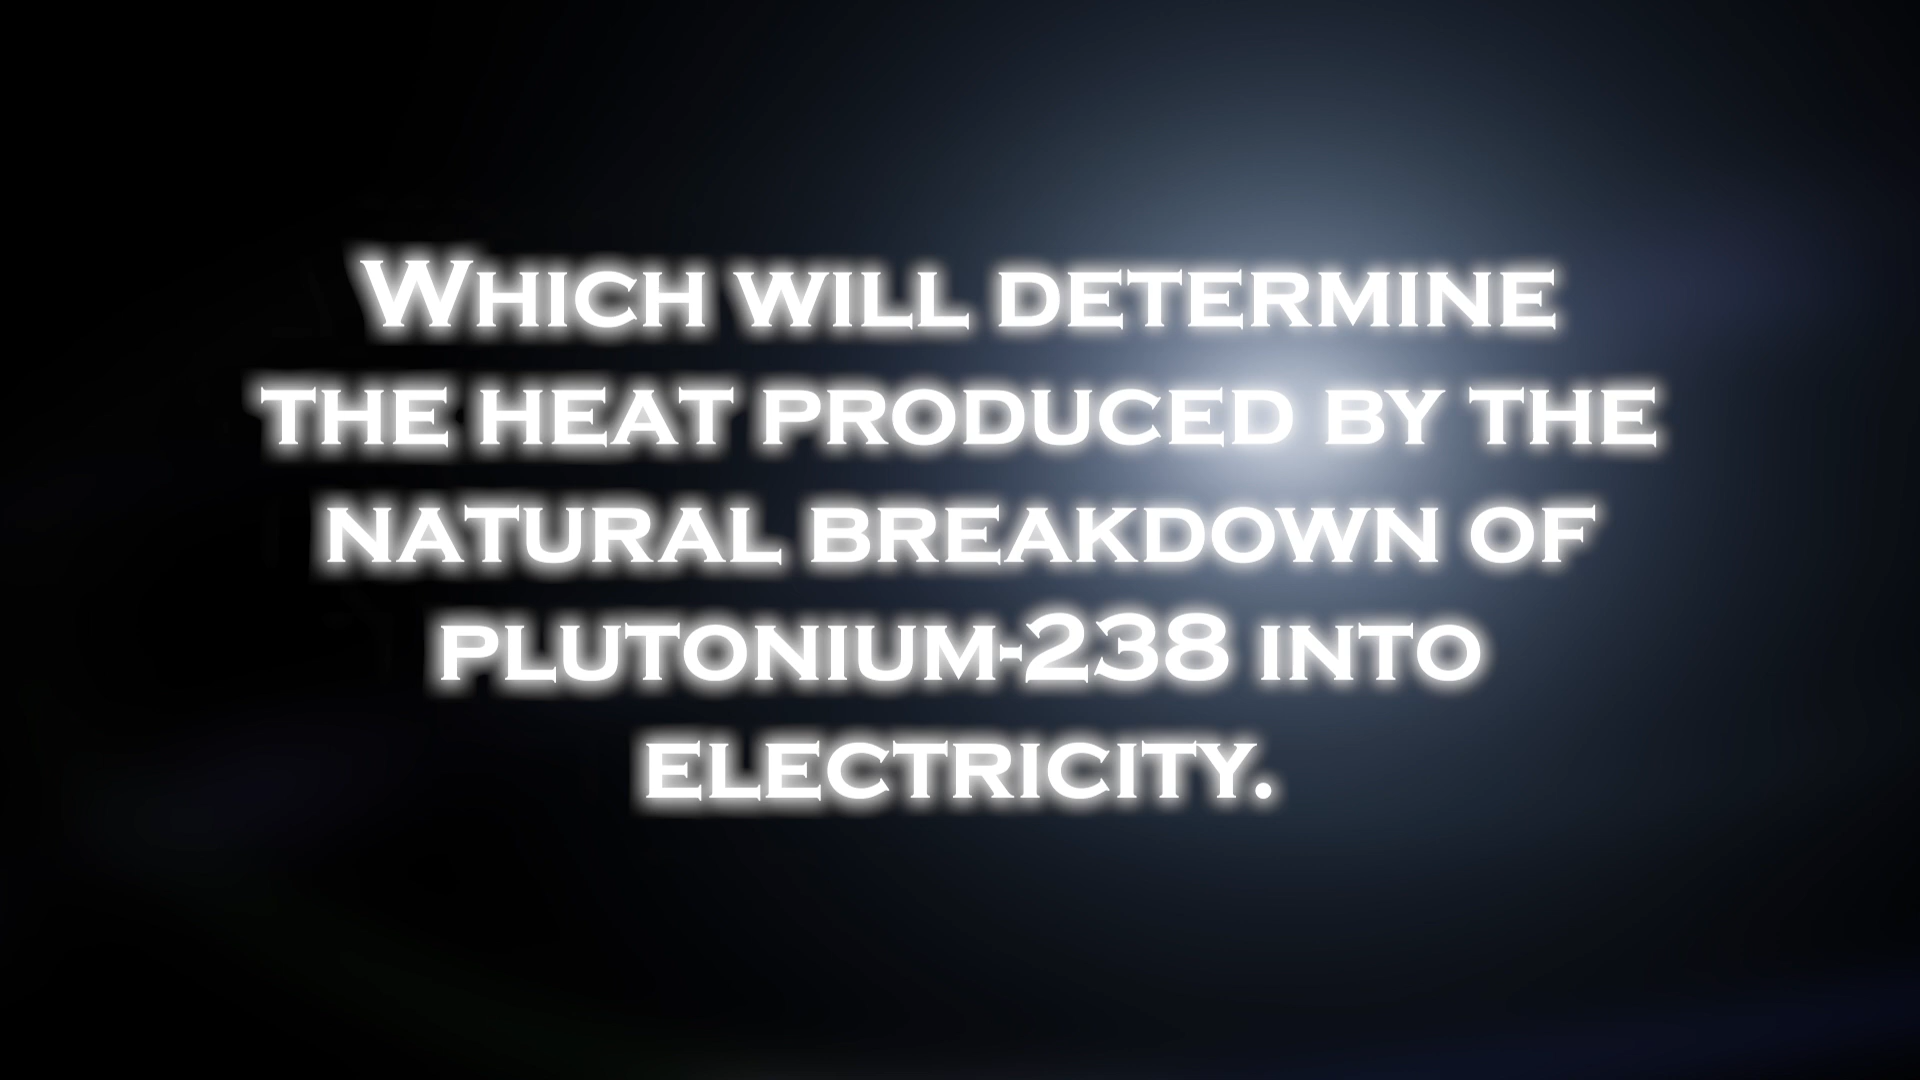 Which will determine
the heat produced by the
natural breakdown of
plutonium-238 into
electricity.